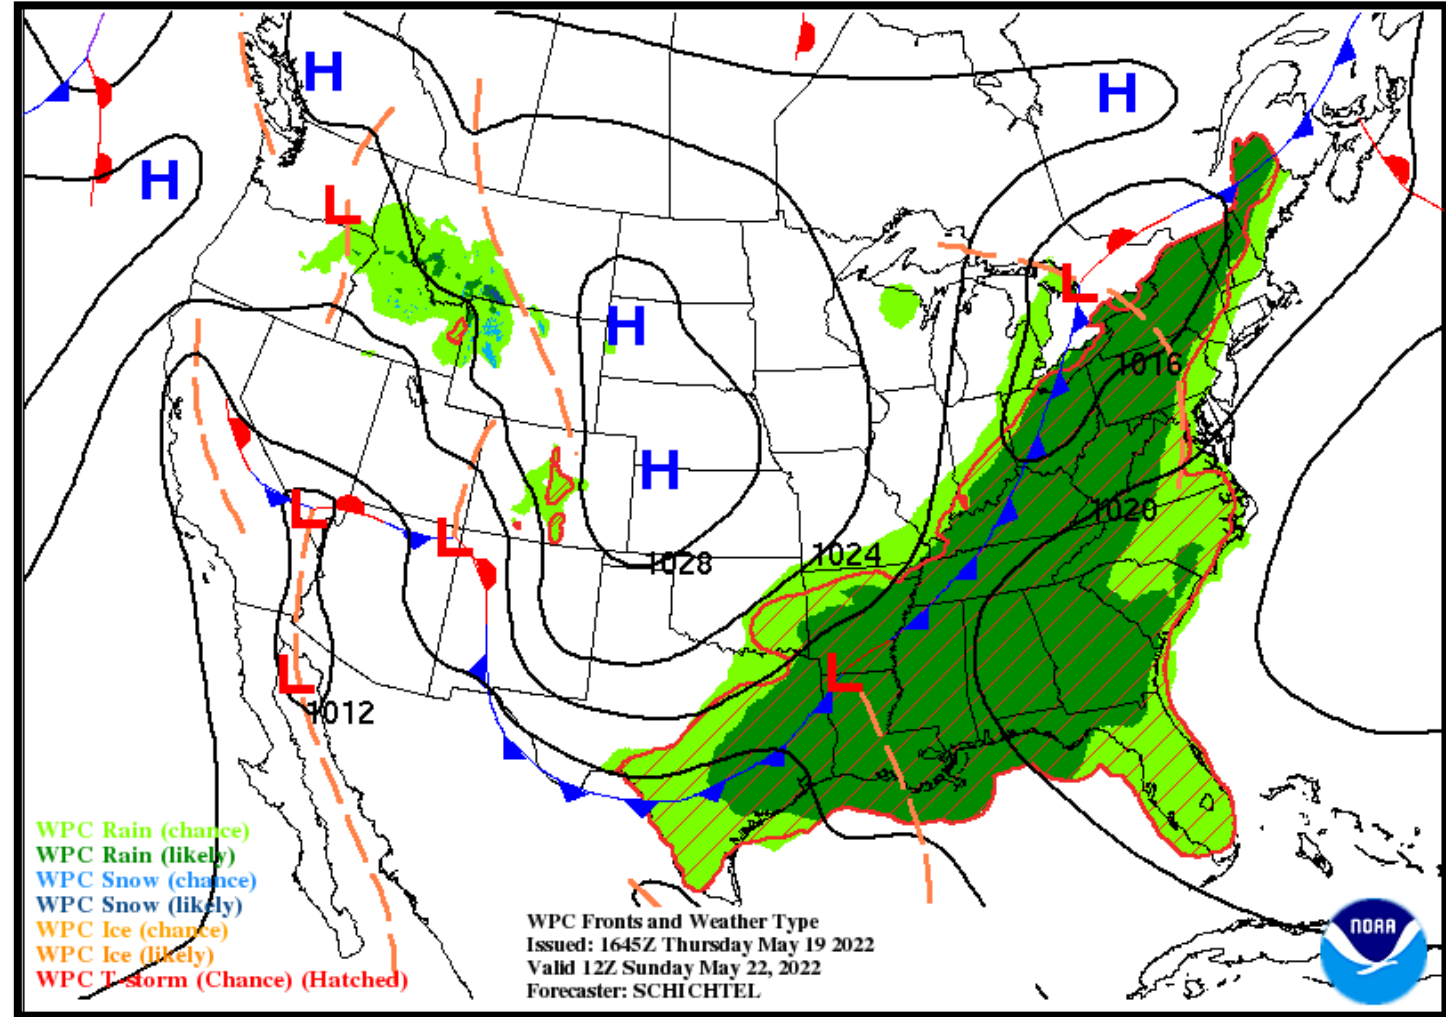 H
H
H
L
1016
L
H
H
1020
L
L
1024
1028
L
L
1012
WPC Rain (chance)
WPC Rain (likely)
WPC Snow (chance)
WPC Snow (likely)
WPC Ice (chance)
WPC Ice (likely)
WPC T-storm (Chance) (Hatched)
WPC Fronts and Weather Type
Issued: 1645Z Thursday May 19 2022
Valid 12Z Sunday May 22, 2022
Forecaster: SCHICHTEL
NOAA